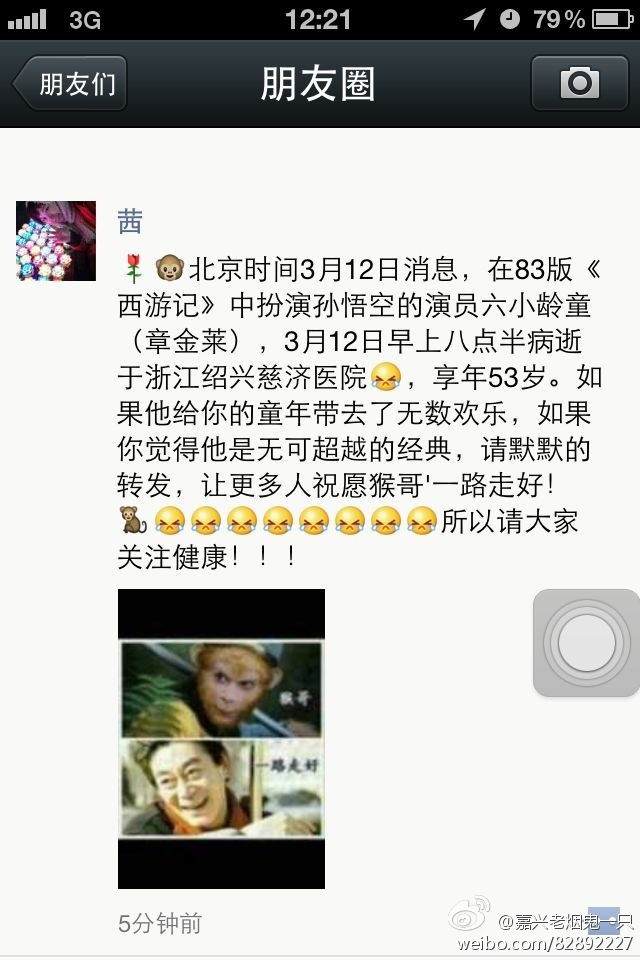 3G 12:21 79%
朋友们 朋友圈
茜
🌹🐵北京时间3月12日消息，在83版《
西游记》中扮演孙悟空的演员六小龄童
（章金莱），3月12日早上八点半病逝
于浙江绍兴慈济医院😹，享年53岁。如
果他给你的童年带去了无数欢乐，如果
你觉得他是无可超越的经典，请默默的
转发，让更多人祝愿猴哥'一路走好！
🐒😹😹😹😹😹😹😹😹所以请大家
关注健康！！！
猴哥
一路走好
5分钟前
@嘉兴老烟鬼一只
weibo.com/82892227